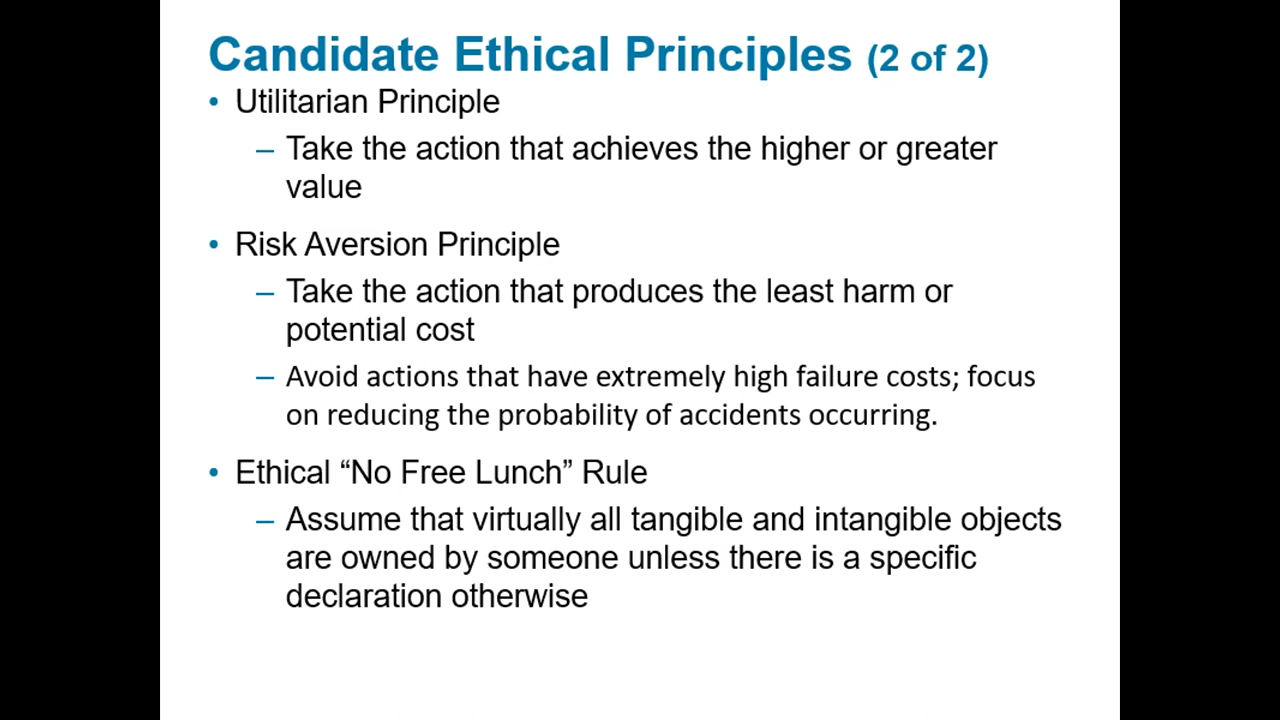 Candidate Ethical Principles (2 of 2)
• Utilitarian Principle
– Take the action that achieves the higher or greater
value
• Risk Aversion Principle
– Take the action that produces the least harm or
potential cost
– Avoid actions that have extremely high failure costs; focus
on reducing the probability of accidents occurring.
• Ethical “No Free Lunch” Rule
– Assume that virtually all tangible and intangible objects
are owned by someone unless there is a specific
declaration otherwise